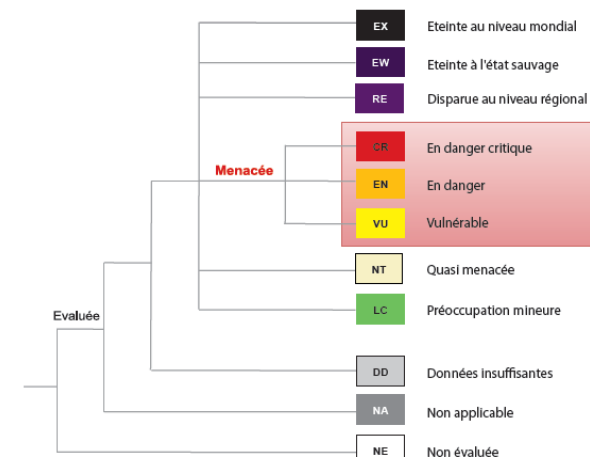 EX Eteinte au niveau mondial
EW Eteinte à l'état sauvage
RE Disparue au niveau régional
CR En danger critique
Menacée
EN En danger
VU Vulnérable
NT Quasi menacée
LC Préoccupation mineure
Evaluée
DD Données insuffisantes
NA Non applicable
NE Non évaluée